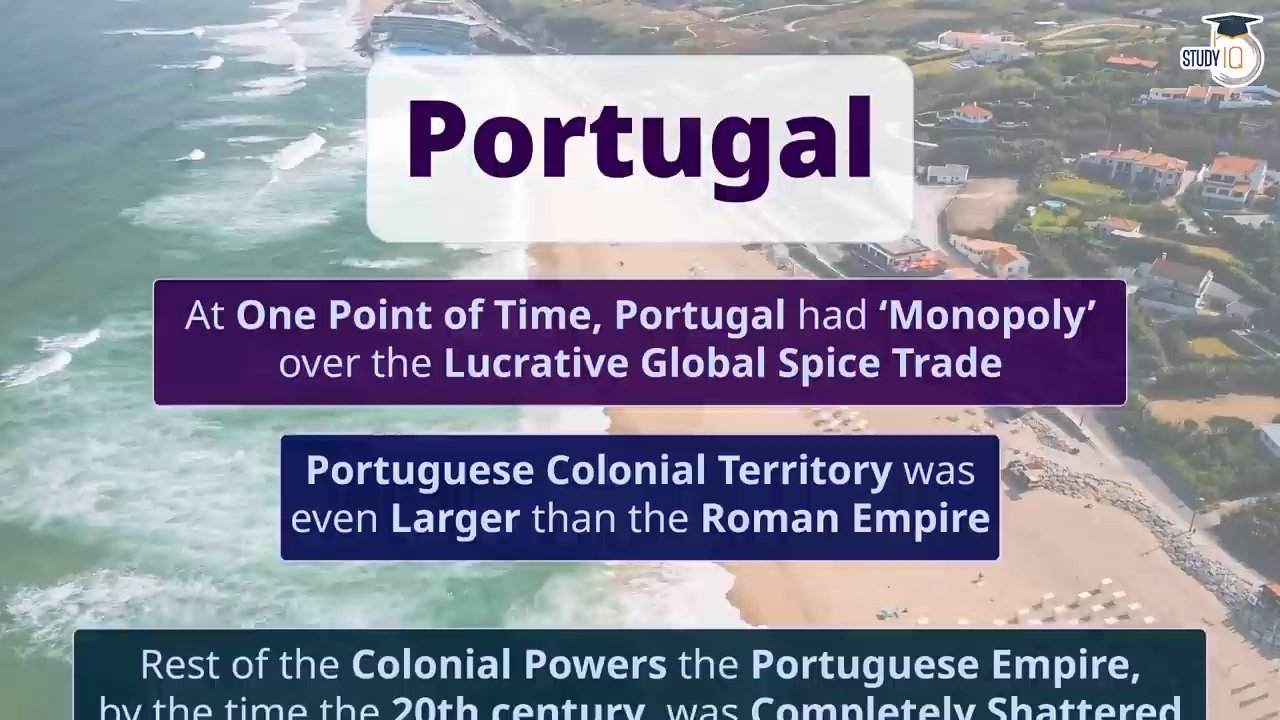 STUDY IQ
Portugal
At One Point of Time, Portugal had ‘Monopoly’
over the Lucrative Global Spice Trade
Portuguese Colonial Territory was
even Larger than the Roman Empire
Rest of the Colonial Powers the Portuguese Empire,
by the time the 20th century, was Completely Shattered